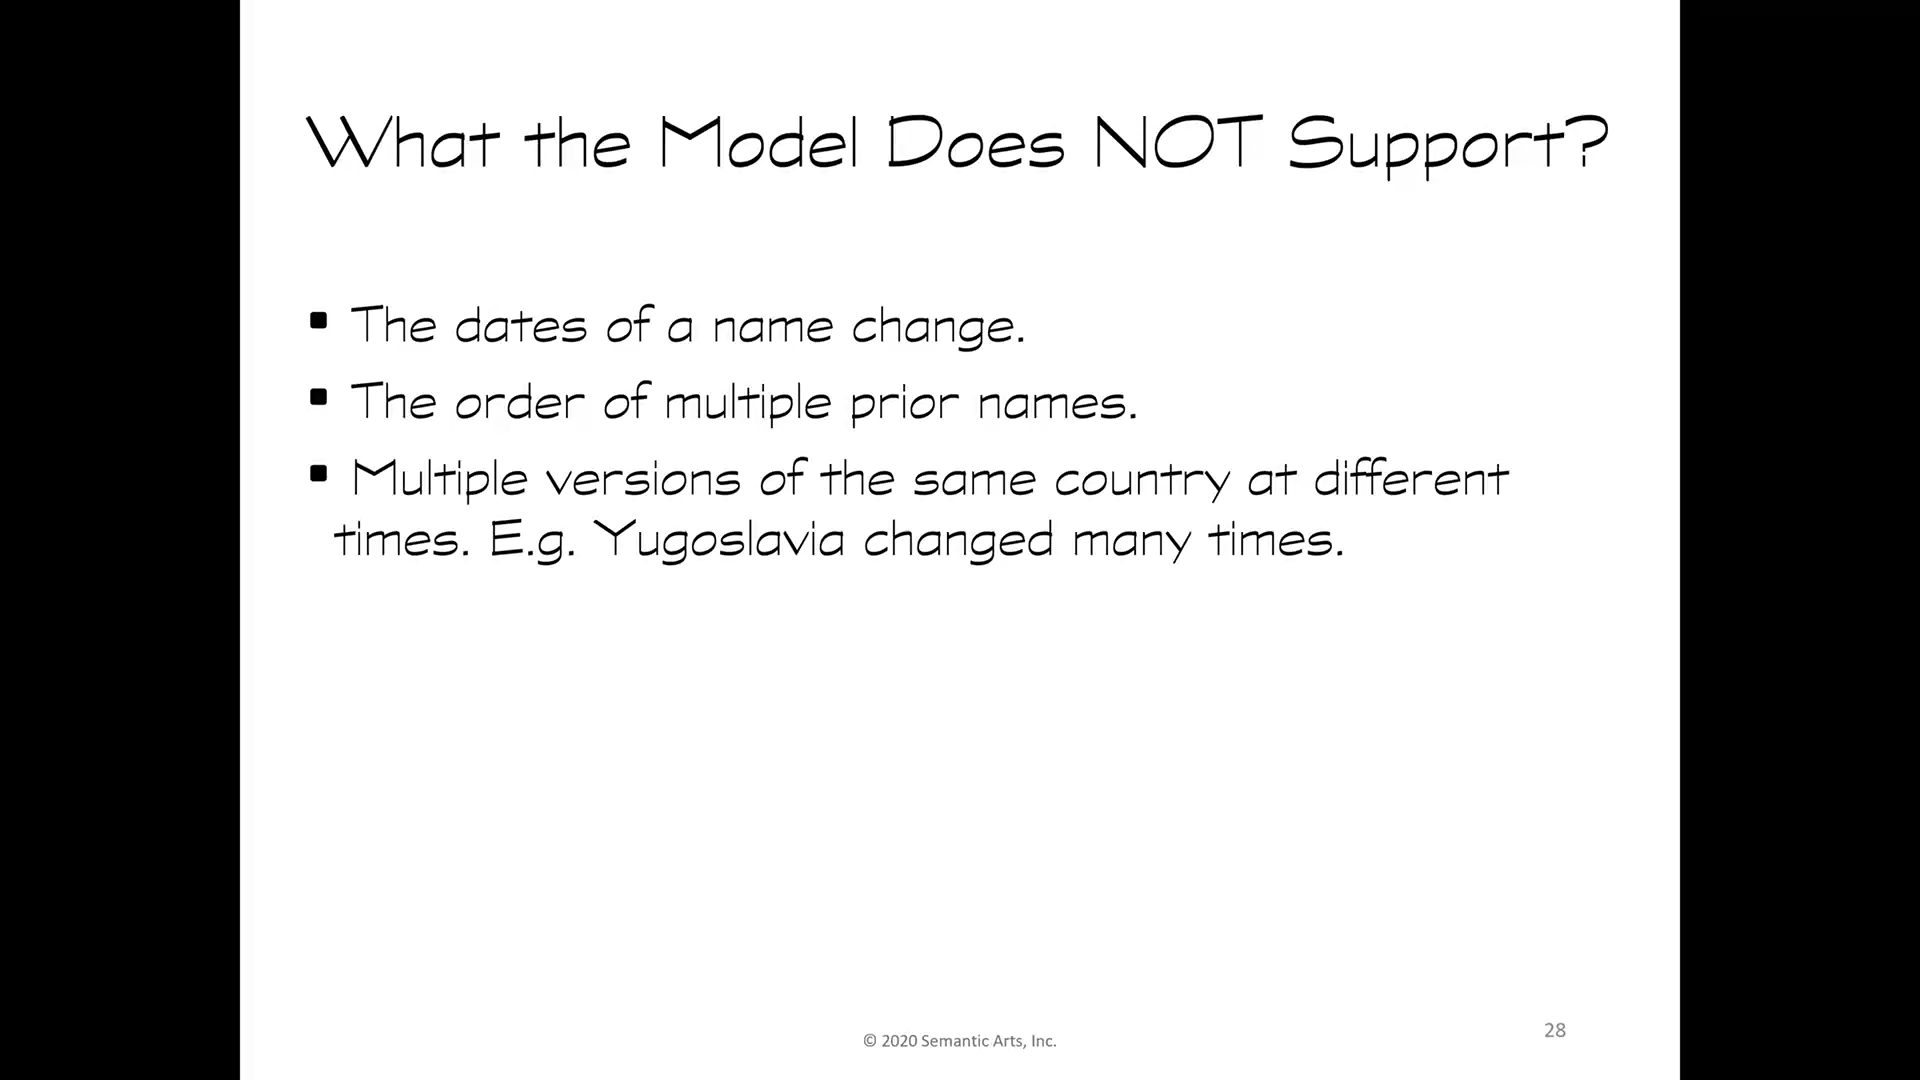 What the Model Does NOT Support?
▪ The dates of a name change.
▪ The order of multiple prior names.
▪ Multiple versions of the same country at different
times. E.g. Yugoslavia changed many times.
© 2020 Semantic Arts, Inc.
28